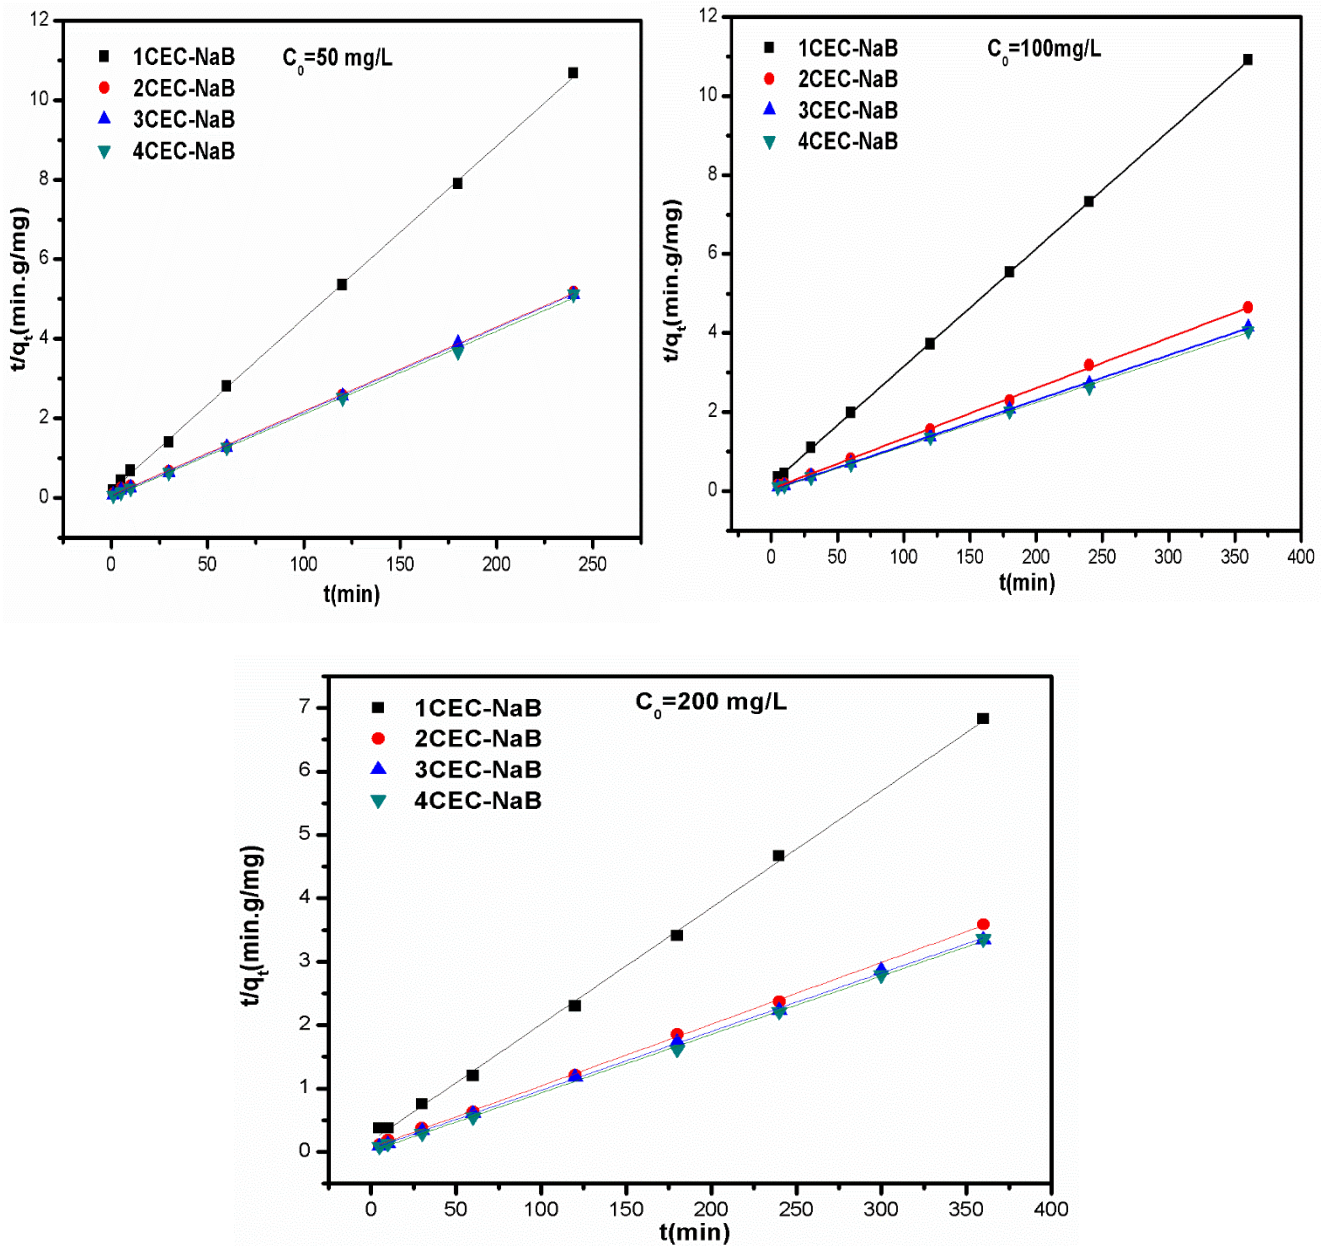 12
10
8
6
4
2
0
t/qt(min.g/mg)
1CEC-NaB
2CEC-NaB
3CEC-NaB
4CEC-NaB
C0=50 mg/L
0 50 100 150 200 250
t(min)
12
10
8
6
4
2
0
t/qt(min.g/mg)
1CEC-NaB
2CEC-NaB
3CEC-NaB
4CEC-NaB
C0=100mg/L
0 50 100 150 200 250 300 350 400
t(min)
7
6
5
4
3
2
1
0
t/qt(min.g/mg)
1CEC-NaB
2CEC-NaB
3CEC-NaB
4CEC-NaB
C0=200 mg/L
0 50 100 150 200 250 300 350 400
t(min)